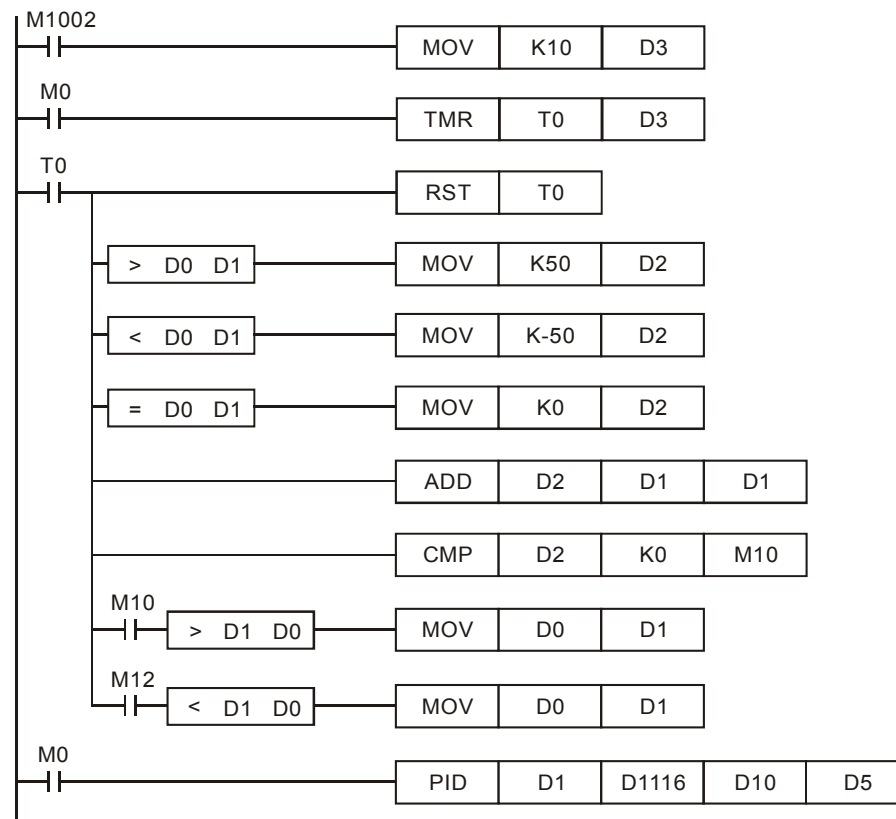 M1002
MOV K10 D3
M0
TMR T0 D3
T0
RST T0
> D0 D1 MOV K50 D2
< D0 D1 MOV K-50 D2
= D0 D1 MOV K0 D2
ADD D2 D1 D1
CMP D2 K0 M10
M10
> D1 D0 MOV D0 D1
M12
< D1 D0 MOV D0 D1
M0
PID D1 D1116 D10 D5